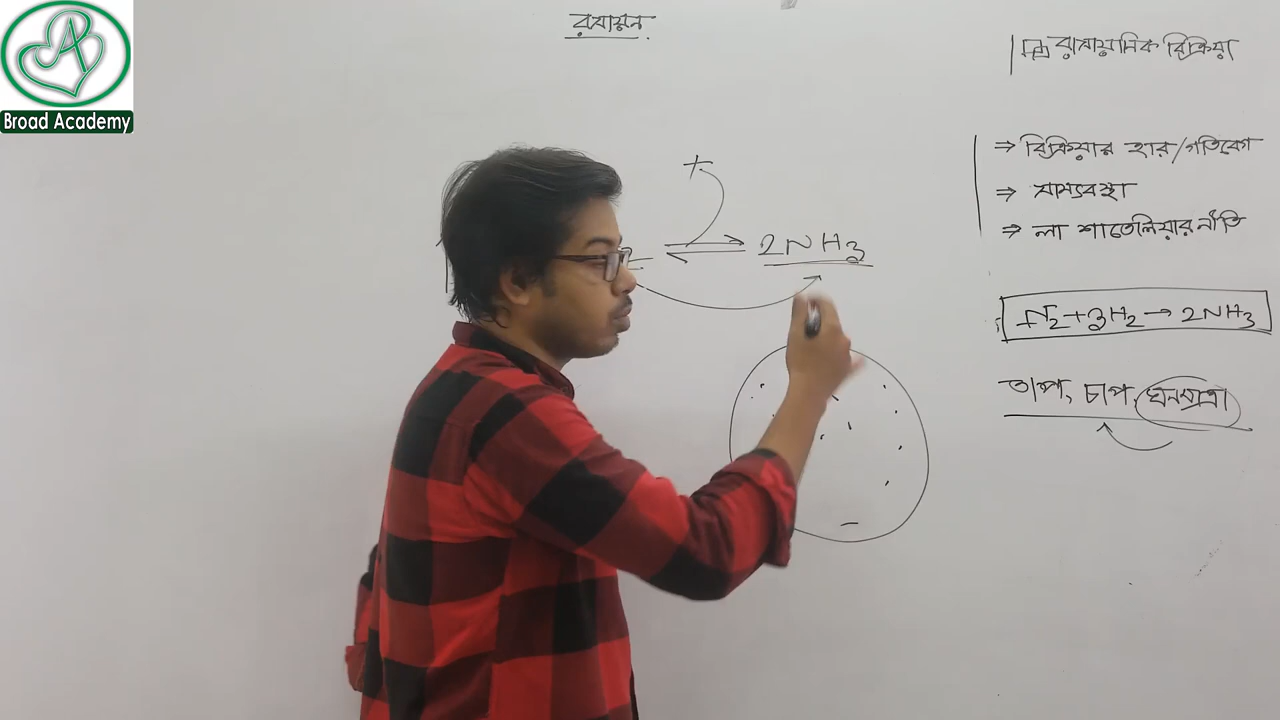 Broad Academy
রসায়ন
রাসায়নিক বিক্রিয়া
⇒ বিক্রিয়ার হার/গতিবেগ
⇒ সাম্যবস্থা
⇒ লা শাতেলিয়ার নীতি
+
⇌ 2NH3
N2+3H2→2NH3
তাপ, চাপ, ঘনমাত্রা